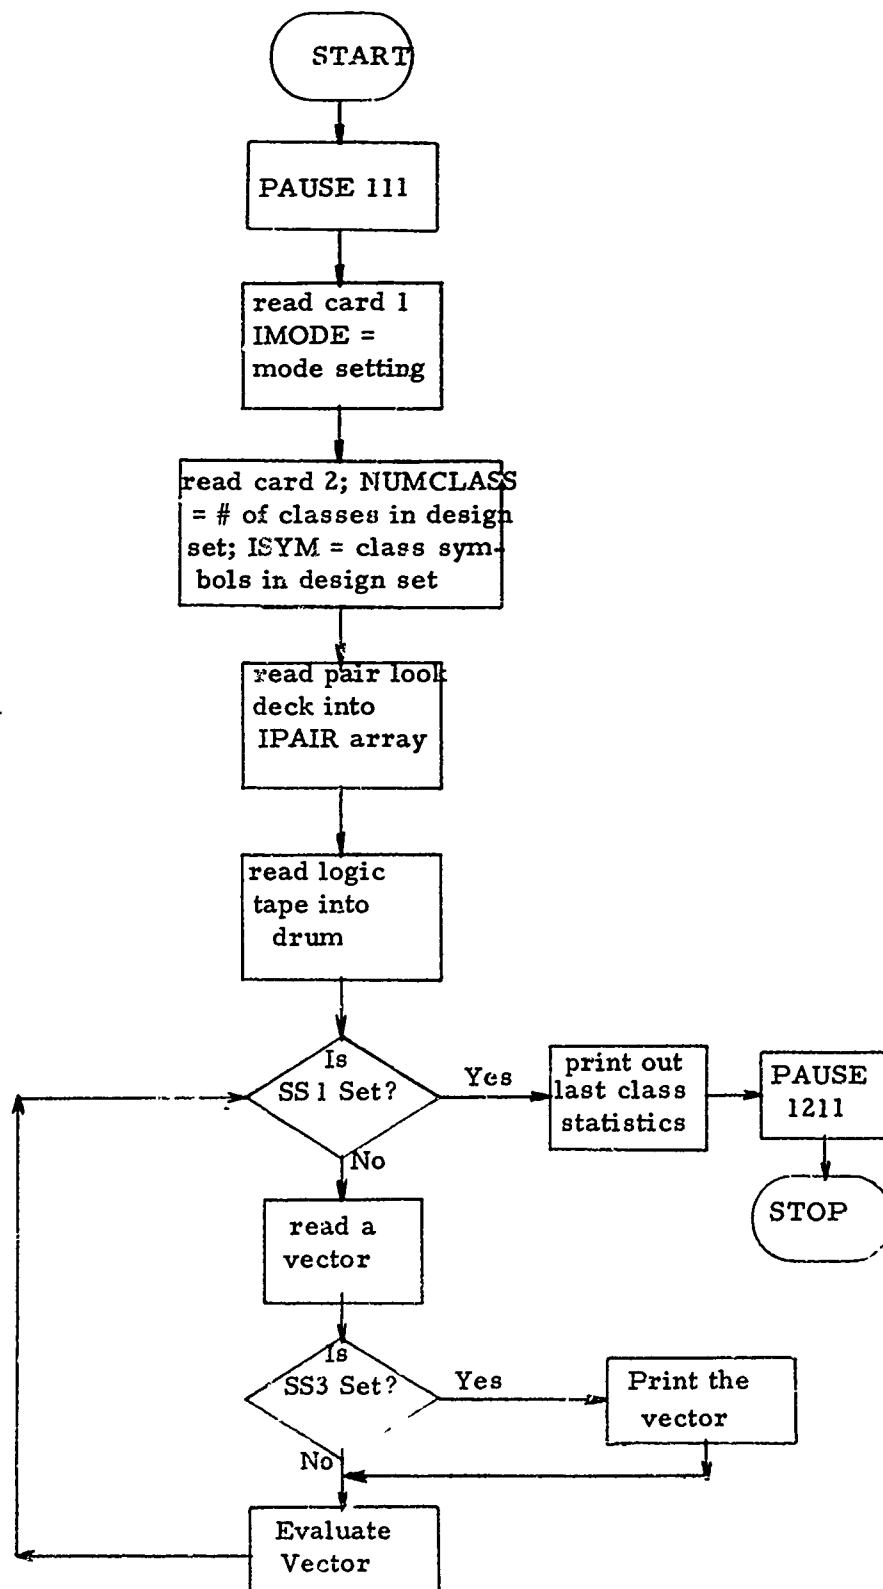 START
PAUSE 111
read card 1
IMODE =
mode setting
read card 2; NUMCLASS
= # of classes in design
set; ISYM = class sym-
bols in design set
read pair look
deck into
IPAIR array
read logic
tape into
drum
Is
SS 1 Set?
Yes
print out
last class
statistics
PAUSE
1211
No
STOP
read a
vector
Is
SS3 Set?
Yes
Print the
vector
No
Evaluate
Vector